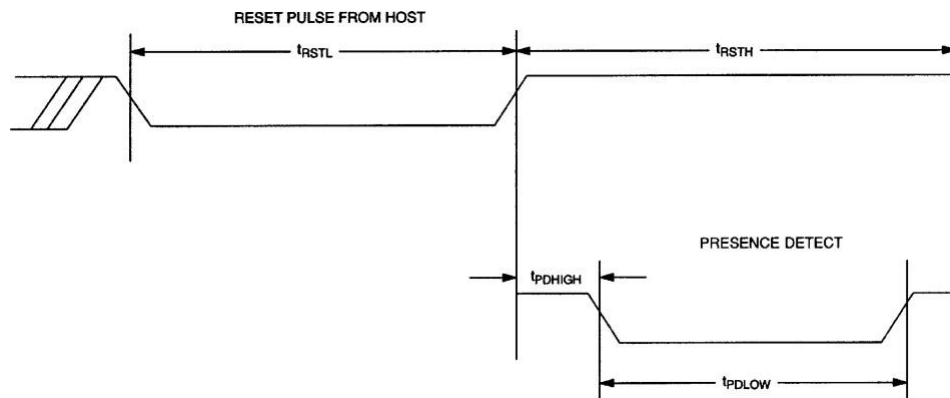 RESET PULSE FROM HOST
tRSTL
tRSTH
PRESENCE DETECT
tPDHIGH
tPDLOW